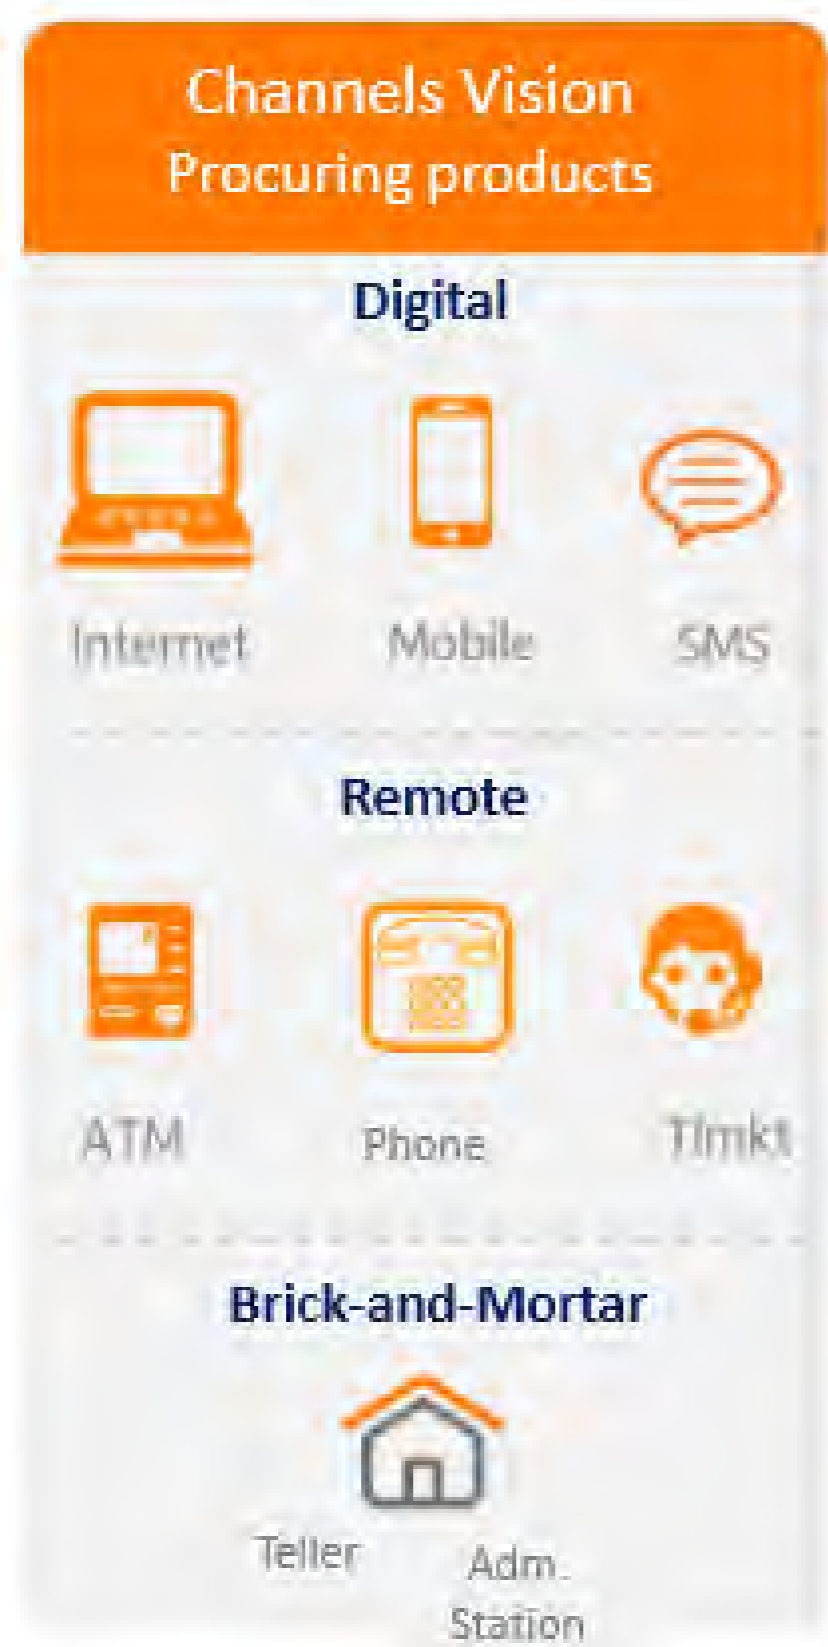 Channels Vision
Procuring products
Digital
Internet Mobile SMS
Remote
ATM Phone Tlmkt
Brick-and-Mortar
Teller Adm.
Station